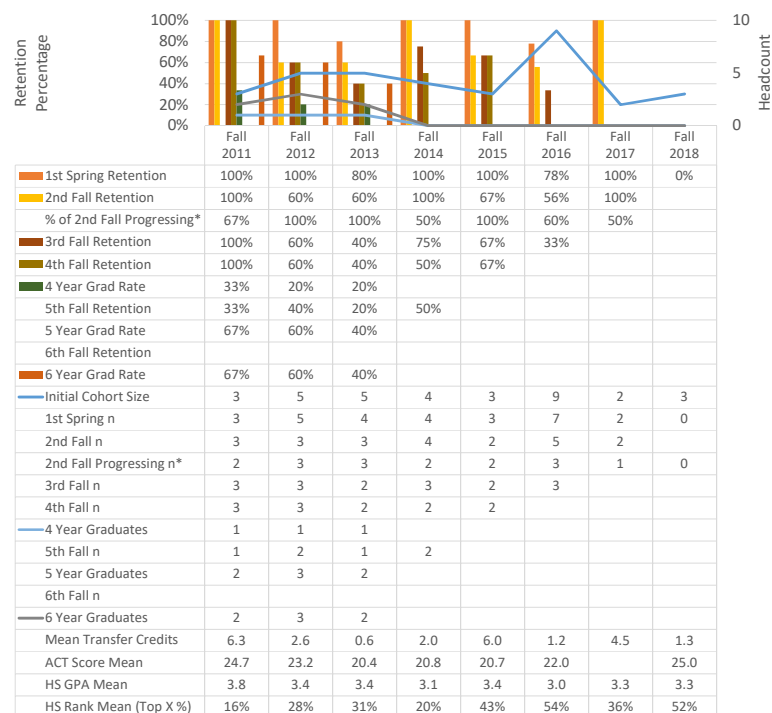 100% 10
80%
60%
40% 5
20%
0% 0
Retention
Percentage
Headcount
Fall Fall Fall Fall Fall Fall Fall Fall
2011 2012 2013 2014 2015 2016 2017 2018
1st Spring Retention 100% 100% 80% 100% 100% 78% 100% 0%
2nd Fall Retention 100% 60% 60% 100% 67% 56% 100%
% of 2nd Fall Progressing* 67% 100% 100% 50% 100% 60% 50%
3rd Fall Retention 100% 60% 40% 75% 67% 33%
4th Fall Retention 100% 60% 40% 50% 67%
4 Year Grad Rate 33% 20% 20%
5th Fall Retention 33% 40% 20% 50%
5 Year Grad Rate 67% 60% 40%
6th Fall Retention
6 Year Grad Rate 67% 60% 40%
Initial Cohort Size 3 5 5 4 3 9 2 3
1st Spring n 3 5 4 4 3 7 2 0
2nd Fall n 3 3 3 4 2 5 2
2nd Fall Progressing n* 2 3 3 2 2 3 1 0
3rd Fall n 3 3 2 3 2 3
4th Fall n 3 3 2 2 2
4 Year Graduates 1 1 1
5th Fall n 1 2 1 2
5 Year Graduates 2 3 2
6th Fall n
6 Year Graduates 2 3 2
Mean Transfer Credits 6.3 2.6 0.6 2.0 6.0 1.2 4.5 1.3
ACT Score Mean 24.7 23.2 20.4 20.8 20.7 22.0 25.0
HS GPA Mean 3.8 3.4 3.4 3.1 3.4 3.0 3.3 3.3
HS Rank Mean (Top X %) 16% 28% 31% 20% 43% 54% 36% 52%